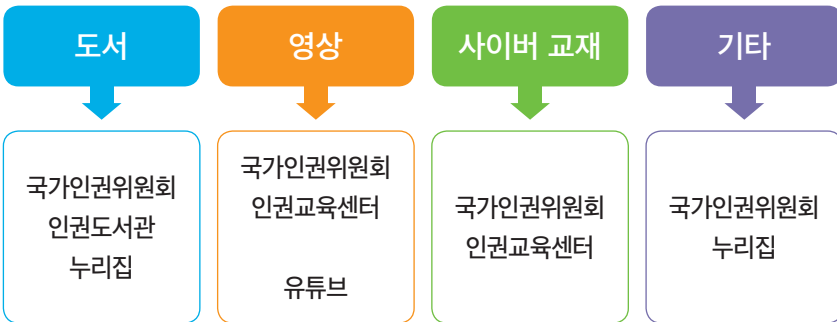 도서
영상
사이버 교재
기타
국가인권위원회
인권도서관
누리집
국가인권위원회
인권교육센터
유튜브
국가인권위원회
인권교육센터
국가인권위원회
누리집